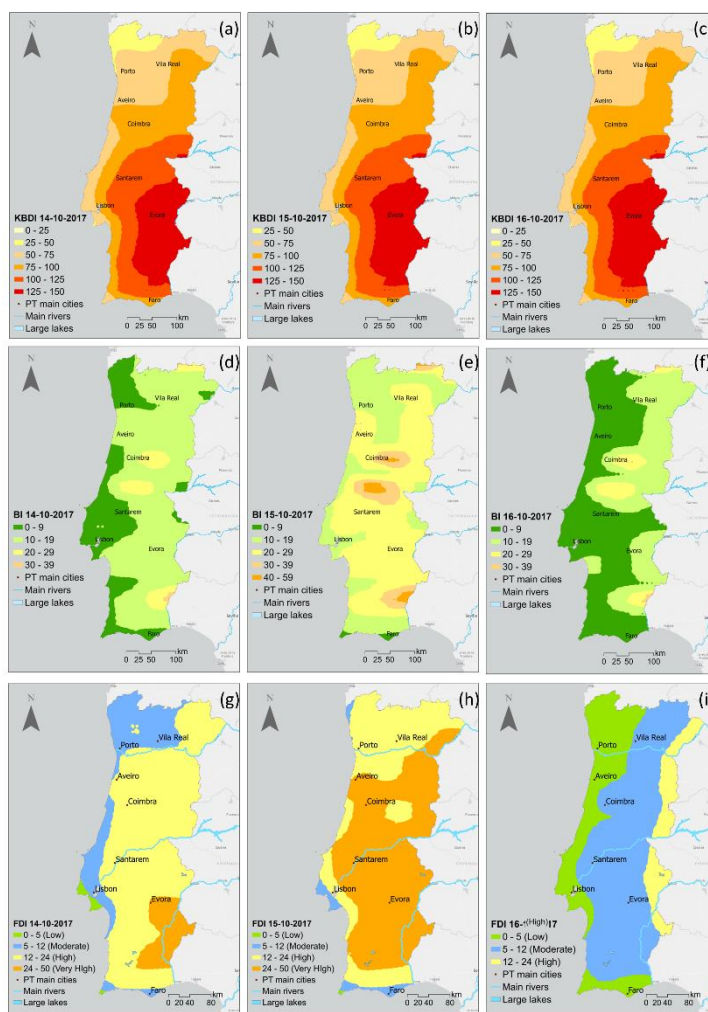 (a)
N
Porto
Vila Real
Aveiro
Coimbra
Santarem
Lisbon
Evora
Faro
KBDI 14-10-2017
0 - 25
25 - 50
50 - 75
75 - 100
100 - 125
125 - 150
PT main cities
Main rivers
Large lakes
km
0 25 50 100
(b)
N
Porto
Vila Real
Aveiro
Coimbra
Santarem
Lisbon
Evora
Faro
KBDI 15-10-2017
25 - 50
50 - 75
75 - 100
100 - 125
125 - 150
PT main cities
Main rivers
Large lakes
km
0 25 50 100
(c)
N
Porto
Vila Real
Aveiro
Coimbra
Santarem
Lisbon
Evora
Faro
KBDI 16-10-2017
0 - 25
25 - 50
50 - 75
75 - 100
100 - 125
125 - 150
PT main cities
Main rivers
Large lakes
km
0 25 50 100
(d)
N
Porto
Vila Real
Aveiro
Coimbra
Santarem
Lisbon
Evora
Faro
BI 14-10-2017
0 - 9
10 - 19
20 - 29
30 - 39
PT main cities
Main rivers
Large lakes
km
0 25 50 100
(e)
N
Porto
Vila Real
Aveiro
Coimbra
Santarem
Lisbon
Evora
Faro
BI 15-10-2017
0 - 9
10 - 19
20 - 29
30 - 39
40 - 59
PT main cities
Main rivers
Large lakes
km
0 25 50 100
(f)
N
Porto
Vila Real
Aveiro
Coimbra
Santarem
Lisbon
Evora
Faro
BI 16-10-2017
0 - 9
10 - 19
20 - 29
30 - 39
PT main cities
Main rivers
Large lakes
km
0 25 50 100
(g)
N
Porto
Vila Real
Aveiro
Coimbra
Santarem
Lisbon
Evora
Faro
FDI 14-10-2017
0 - 5 (Low)
5 - 12 (Moderate)
12 - 24 (High)
24 - 50 (Very HIgh)
PT main cities
Main rivers
Large lakes
km
0 20 40 80
(h)
N
Porto
Vila Real
Aveiro
Coimbra
Santarem
Lisbon
Evora
Faro
FDI 15-10-2017
0 - 5 (Low)
5 - 12 (Moderate)
12 - 24 (High)
24 - 50 (Very HIgh)
PT main cities
Main rivers
Large lakes
km
0 20 40 80
(i)
N
Porto
Vila Real
Aveiro
Coimbra
Santarem
Lisbon
Evora
Faro
FDI 16-(High)17
0 - 5 (Low)
5 - 12 (Moderate)
12 - 24 (High)
PT main cities
Main rivers
Large lakes
km
0 20 40 80